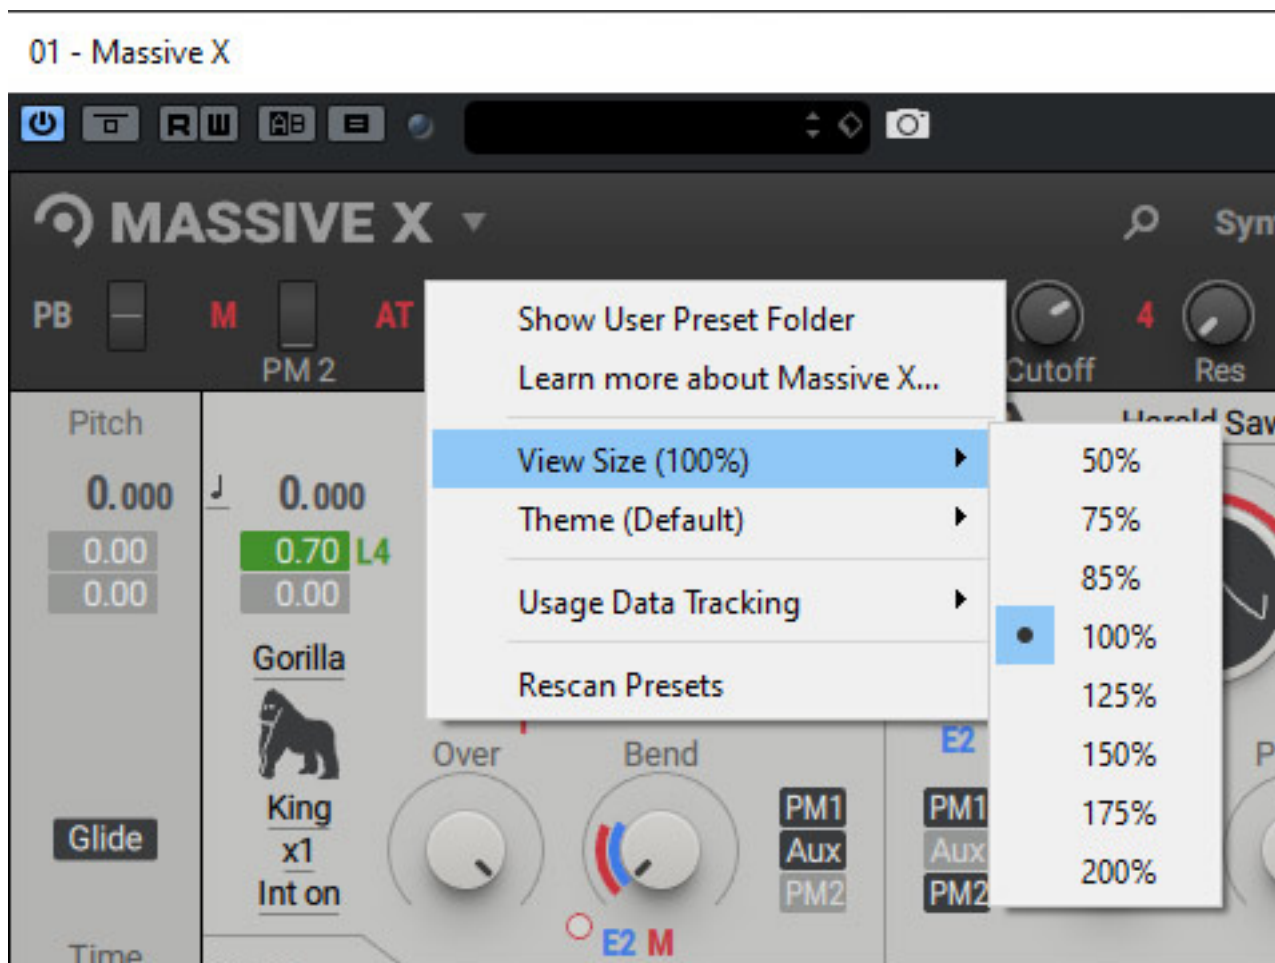 01 - Massive X
R W AB
MASSIVE X
PB M AT 4
PM 2 Cutoff Res
Show User Preset Folder
Learn more about Massive X...
View Size (100%)
Theme (Default)
Usage Data Tracking
Rescan Presets
50%
75%
85%
100%
125%
150%
175%
200%
Pitch
0.000 0.000
0.00 0.70 L4
0.00 0.00
Gorilla
King
x1
Int on
Glide
Time
Over Bend E2
PM1 PM1
Aux Aux
PM2 PM2
E2 M